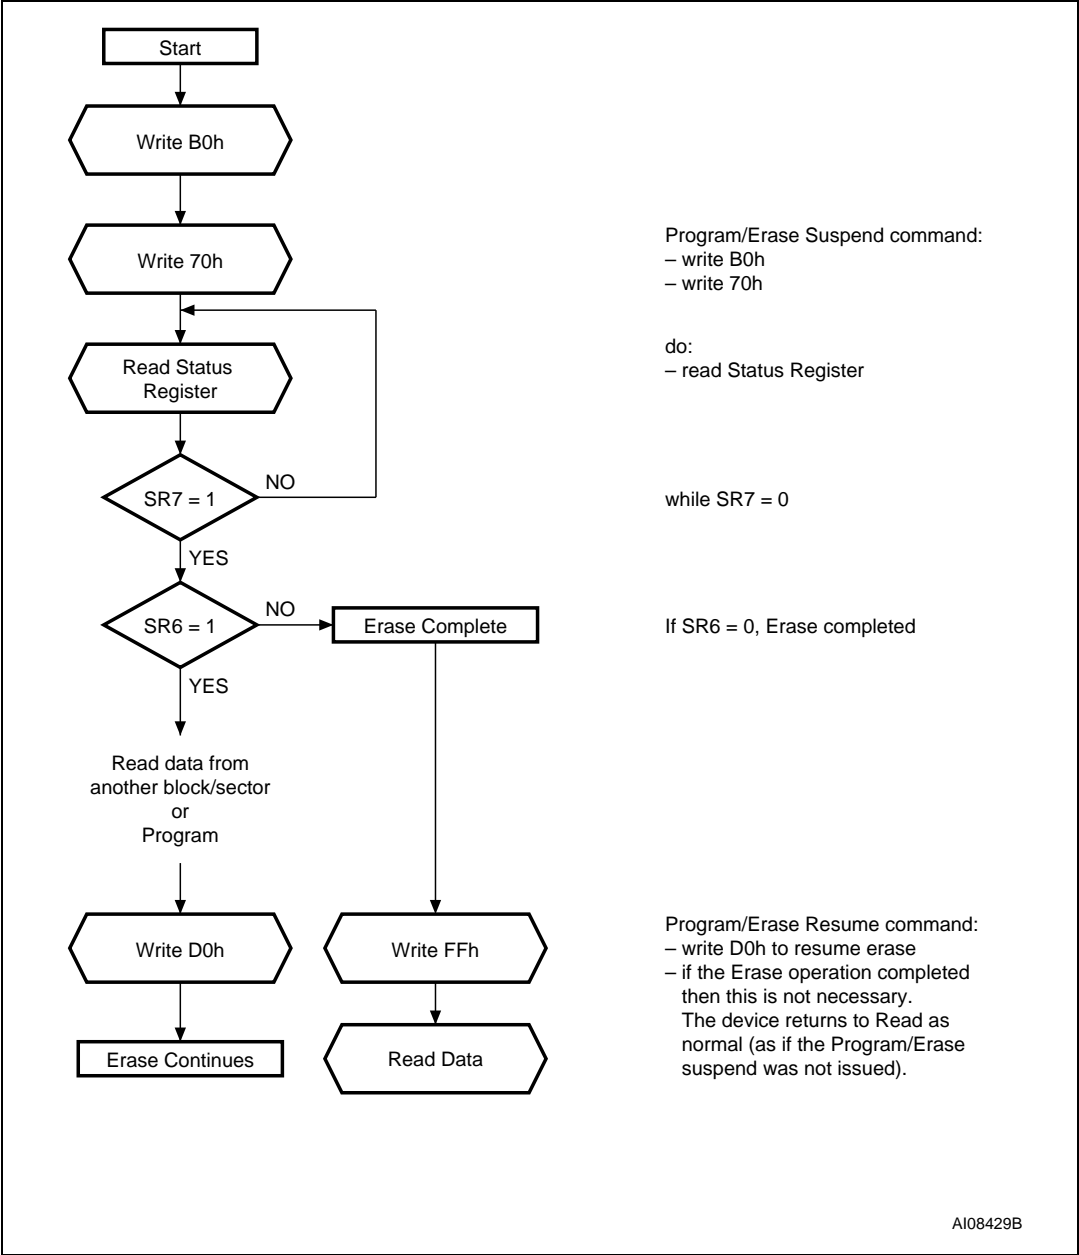 Start
Write B0h
Write 70h
Program/Erase Suspend command:
– write B0h
– write 70h
Read Status
Register
do:
– read Status Register
SR7 = 1
NO
while SR7 = 0
YES
SR6 = 1
NO
Erase Complete
If SR6 = 0, Erase completed
YES
Read data from
another block/sector
or
Program
Write D0h
Write FFh
Program/Erase Resume command:
– write D0h to resume erase
– if the Erase operation completed
then this is not necessary.
The device returns to Read as
normal (as if the Program/Erase
suspend was not issued).
Erase Continues
Read Data
AI08429B